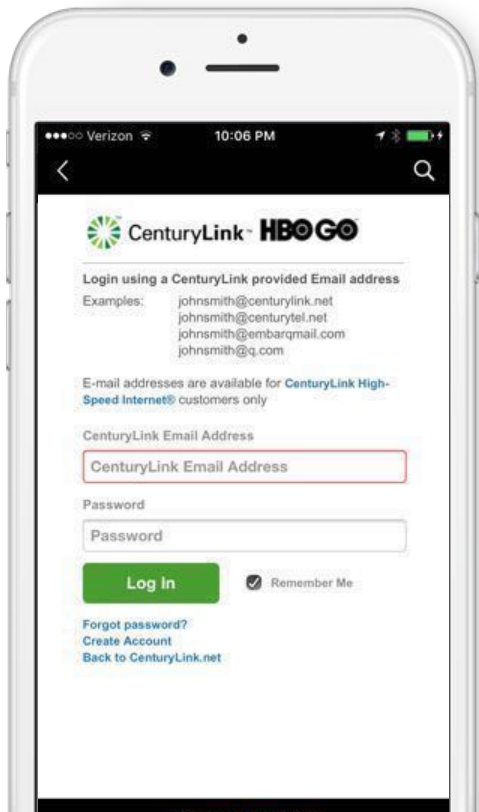 Verizon 10:06 PM
CenturyLink™ HBO GO
Login using a CenturyLink provided Email address
Examples: johnsmith@centurylink.net
johnsmith@centurytel.net
johnsmith@embarqmail.com
johnsmith@q.com
E-mail addresses are available for CenturyLink High-
Speed Internet® customers only
CenturyLink Email Address
CenturyLink Email Address
Password
Password
Log In Remember Me
Forgot password?
Create Account
Back to CenturyLink.net